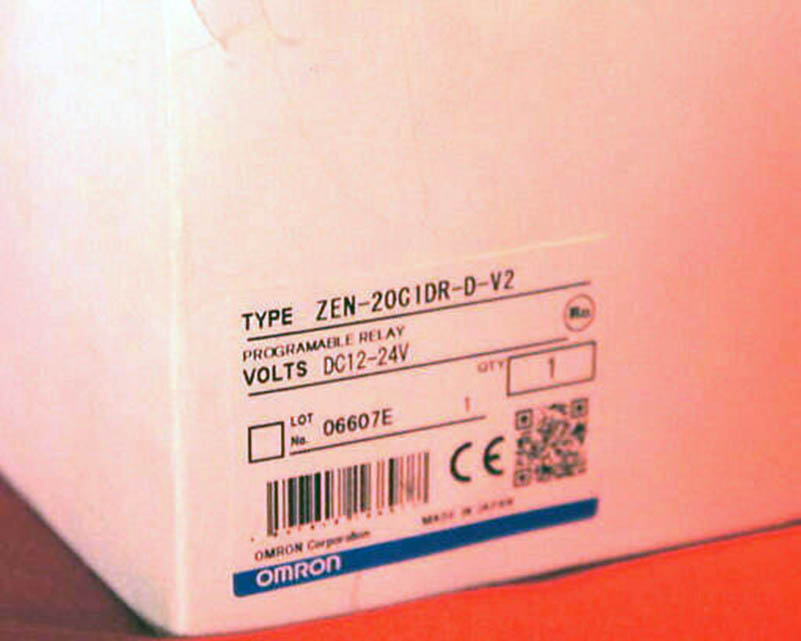 TYPE ZEN-20C1DR-D-V2
PROGRAMABLE RELAY
VOLTS DC12-24V
QTY 1
LOT No. 06607E 1
CE
MADE IN JAPAN
OMRON Corporation
OMRON